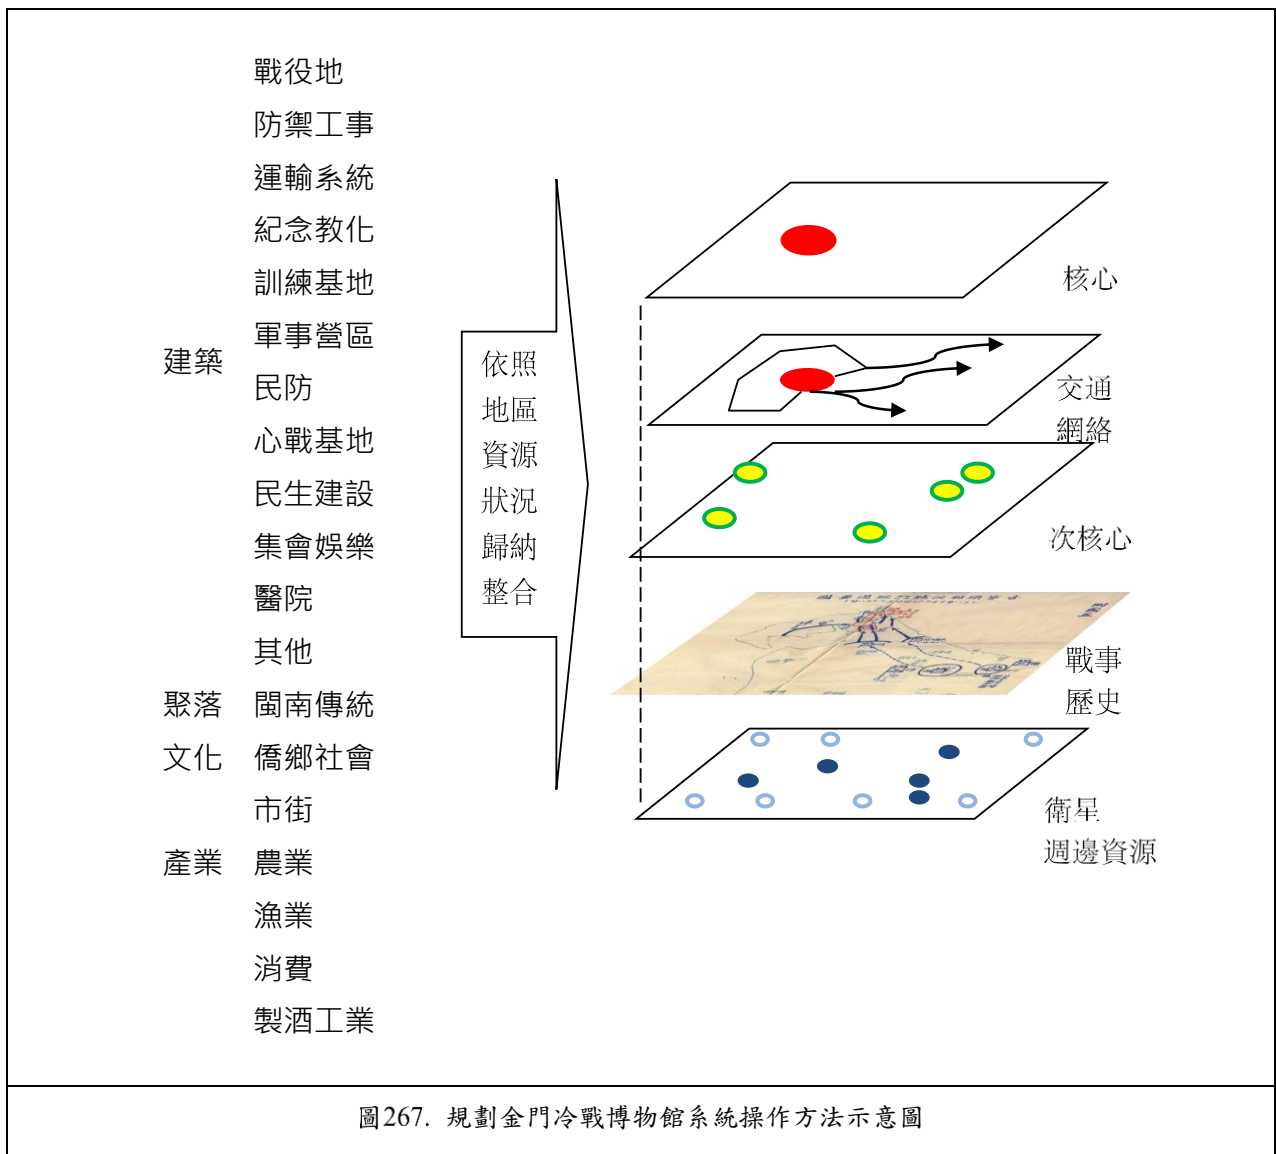 戰役地
防禦工事
運輸系統
紀念教化
訓練基地
軍事營區
建築
民防
心戰基地
民生建設
集會娛樂
醫院
其他
聚落 閩南傳統
文化 僑鄉社會
市街
產業 農業
漁業
消費
製酒工業
依照
地區
資源
狀況
歸納
整合
核心
交通
網絡
次核心
戰事
歷史
衛星
週邊資源
圖267. 規劃金門冷戰博物館系統操作方法示意圖